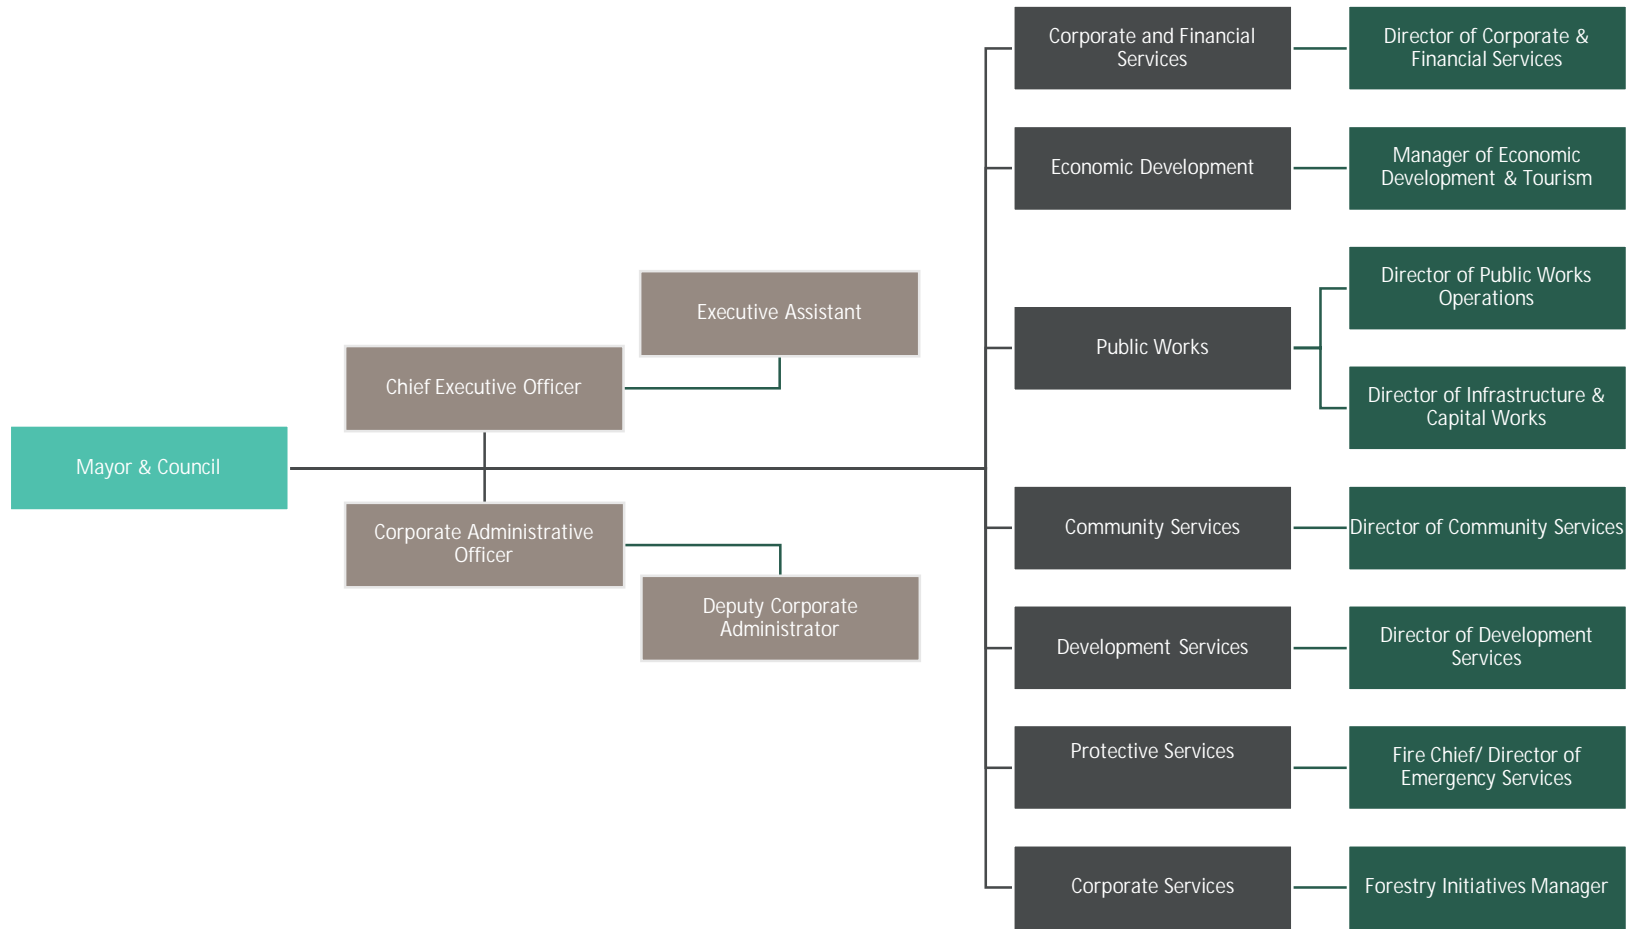 Mayor & Council
Chief Executive Officer
Executive Assistant
Corporate Administrative
Officer
Deputy Corporate
Administrator
Corporate and Financial
Services
Director of Corporate &
Financial Services
Economic Development
Manager of Economic
Development & Tourism
Public Works
Director of Public Works
Operations
Director of Infrastructure &
Capital Works
Community Services
Director of Community Services
Development Services
Director of Development
Services
Protective Services
Fire Chief/ Director of
Emergency Services
Corporate Services
Forestry Initiatives Manager